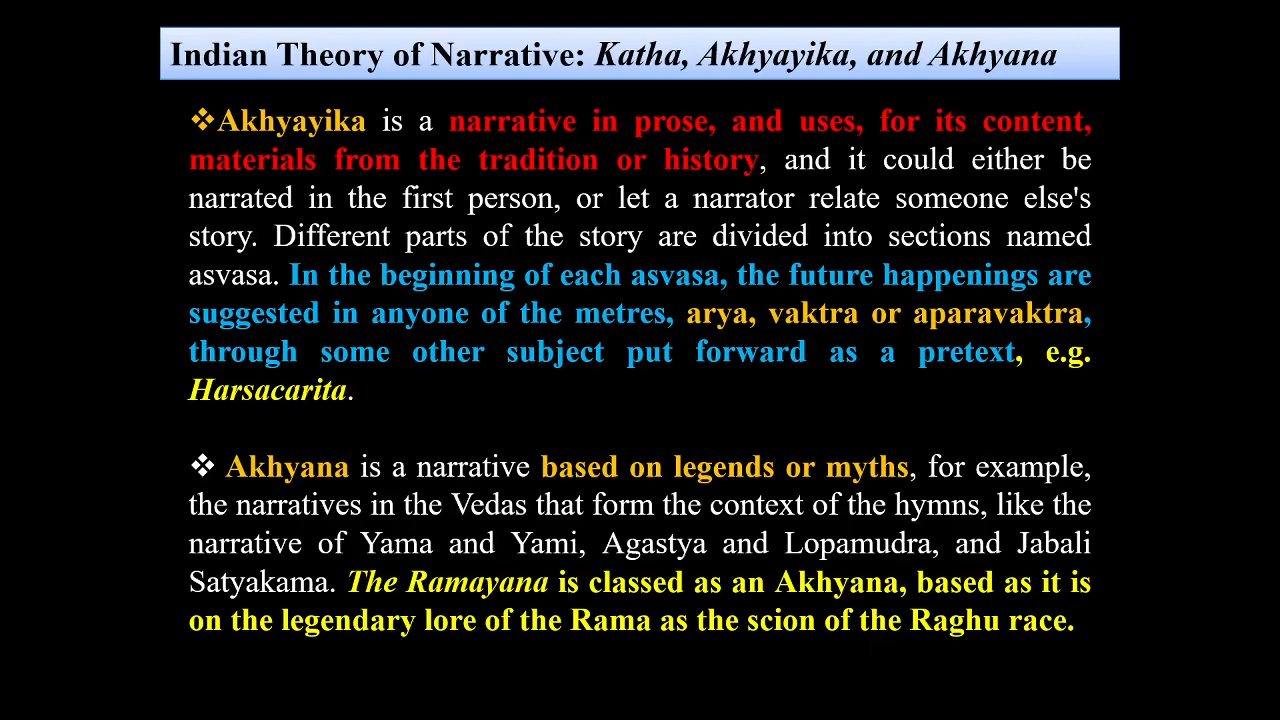 Indian Theory of Narrative: Katha, Akhyayika, and Akhyana
❖Akhyayika is a narrative in prose, and uses, for its content,
materials from the tradition or history, and it could either be
narrated in the first person, or let a narrator relate someone else's
story. Different parts of the story are divided into sections named
asvasa. In the beginning of each asvasa, the future happenings are
suggested in anyone of the metres, arya, vaktra or aparavaktra,
through some other subject put forward as a pretext, e.g.
Harsacarita.
❖ Akhyana is a narrative based on legends or myths, for example,
the narratives in the Vedas that form the context of the hymns, like the
narrative of Yama and Yami, Agastya and Lopamudra, and Jabali
Satyakama. The Ramayana is classed as an Akhyana, based as it is
on the legendary lore of the Rama as the scion of the Raghu race.